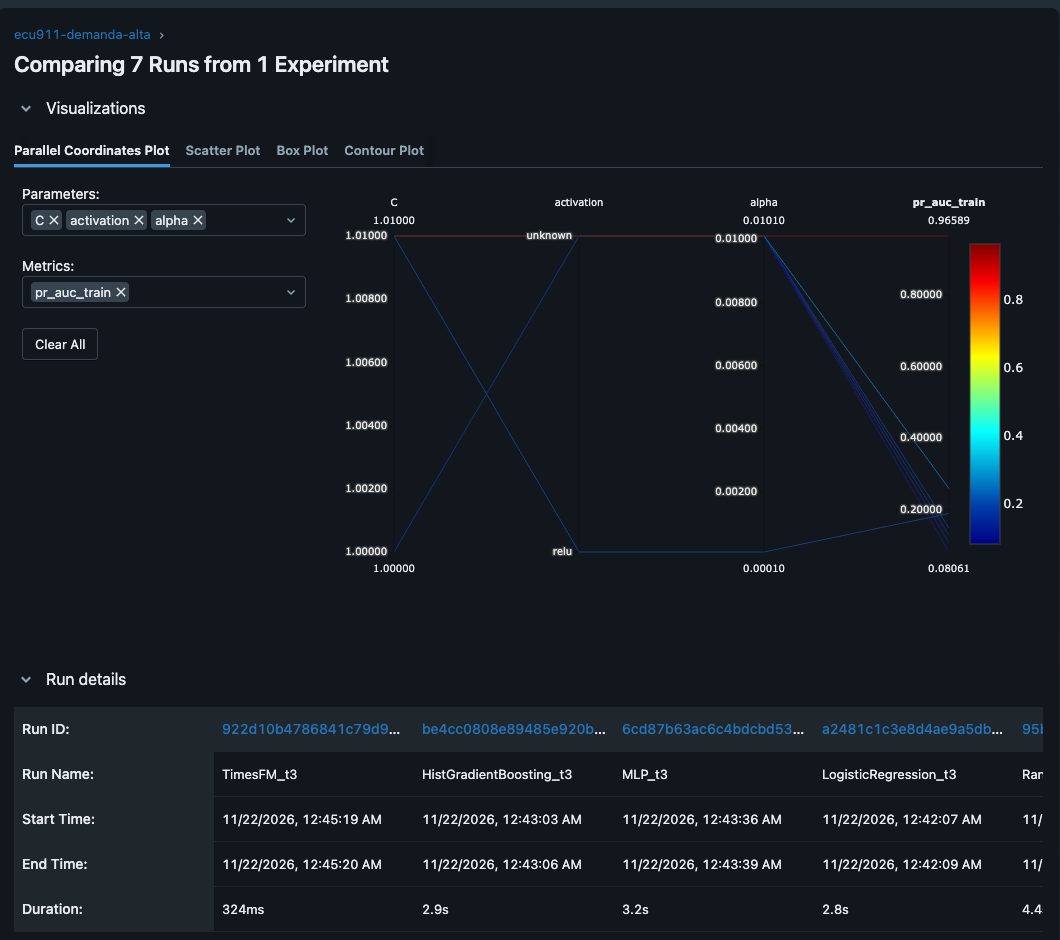 ecu911-demanda-alta
Comparing 7 Runs from 1 Experiment
Visualizations
Parallel Coordinates Plot Scatter Plot Box Plot Contour Plot
Parameters:
C activation alpha
Metrics:
pr_auc_train
Clear All
C activation alpha pr_auc_train
1.01000 0.01010 0.96589
1.01000 unknown 0.01000
1.00800 0.00800 0.80000
1.00600 0.00600 0.60000
1.00400 0.00400 0.40000
1.00200 0.00200 0.20000
1.00000 relu
1.00000 0.00010 0.08061
0.8
0.6
0.4
0.2
Run details
Run ID: 922d10b4786841c79d9... be4cc0808e89485e920b... 6cd87b63ac6c4bdcbd53... a2481c1c3e8d4ae9a5db... 95
Run Name: TimesFM_t3 HistGradientBoosting_t3 MLP_t3 LogisticRegression_t3 Ran
Start Time: 11/22/2026, 12:45:19 AM 11/22/2026, 12:43:03 AM 11/22/2026, 12:43:36 AM 11/22/2026, 12:42:07 AM 11/
End Time: 11/22/2026, 12:45:20 AM 11/22/2026, 12:43:06 AM 11/22/2026, 12:43:39 AM 11/22/2026, 12:42:09 AM 11/
Duration: 324ms 2.9s 3.2s 2.8s 4.4